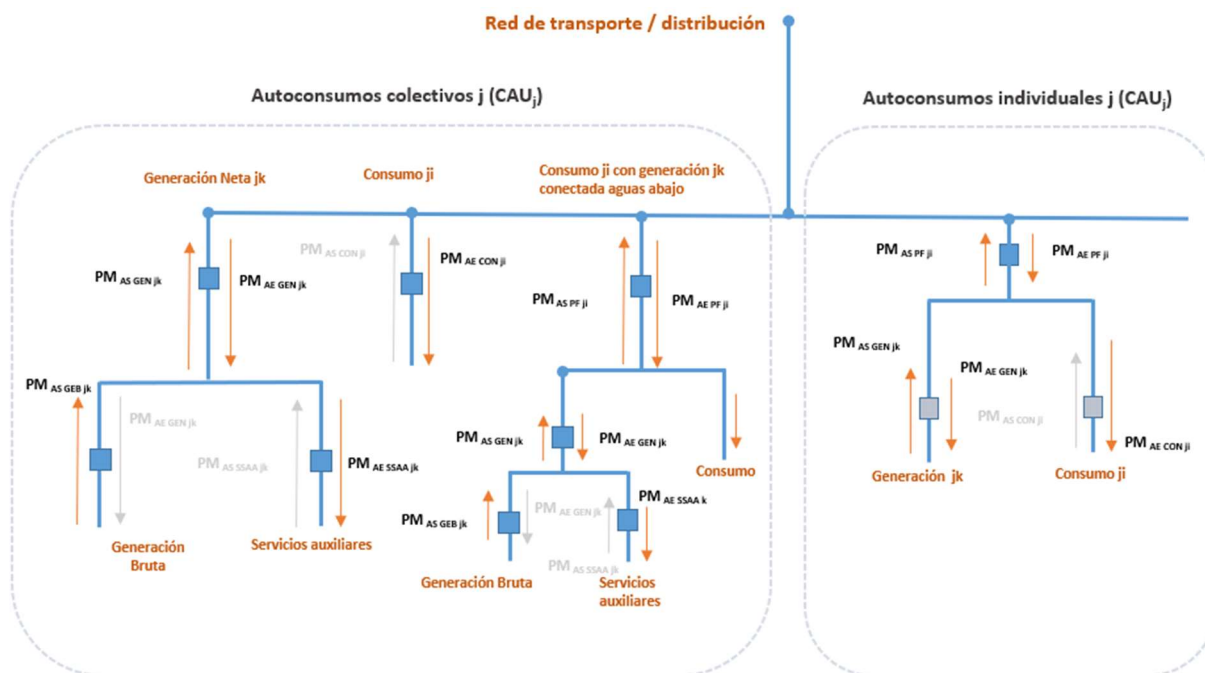 Red de transporte / distribución
Autoconsumos colectivos j (CAUj)
Autoconsumos individuales j (CAUj)
Generación Neta jk
Consumo ji
Consumo ji con generación jk
conectada aguas abajo
PM AS GEN jk
PM AE GEN jk
PM AS CON ji
PM AE CON ji
PM AS PF ji
PM AE PF ji
PM AS PF ji
PM AE PF ji
PM AS GEB jk
PM AE GEN jk
PM AS SSAA jk
PM AE SSAA jk
Generación
Bruta
Servicios auxiliares
PM AS GEN jk
PM AE GEN jk
Consumo
PM AS GEB jk
PM AE GEN jk
PM AE SSAA k
PM AS SSAA jk
Generación Bruta
Servicios
auxiliares
PM AS GEN jk
PM AE GEN jk
PM AS CON ji
PM AE CON ji
Generación jk
Consumo ji